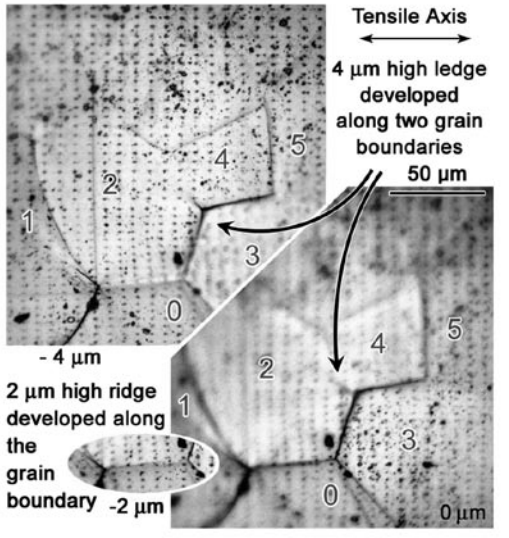 Tensile Axis
4 µm high ledge
developed
along two grain
boundaries
50 µm
1
2
4
5
3
0
- 4 µm
2 µm high ridge
developed along
the
grain
boundary
-2 µm
1
2
4
5
3
0
0 µm